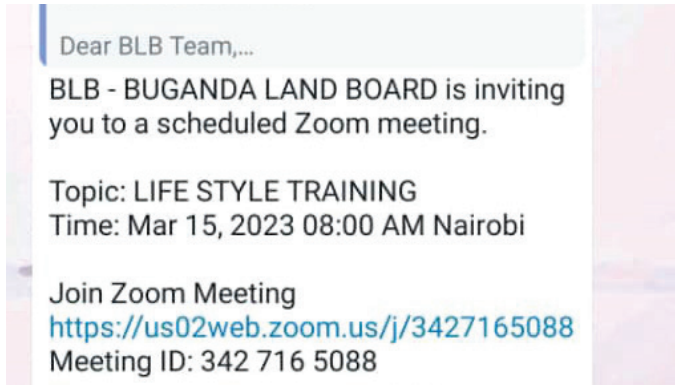 Dear BLB Team,...
BLB - BUGANDA LAND BOARD is inviting
you to a scheduled Zoom meeting.
Topic: LIFE STYLE TRAINING
Time: Mar 15, 2023 08:00 AM Nairobi
Join Zoom Meeting
https://us02web.zoom.us/j/3427165088
Meeting ID: 342 716 5088